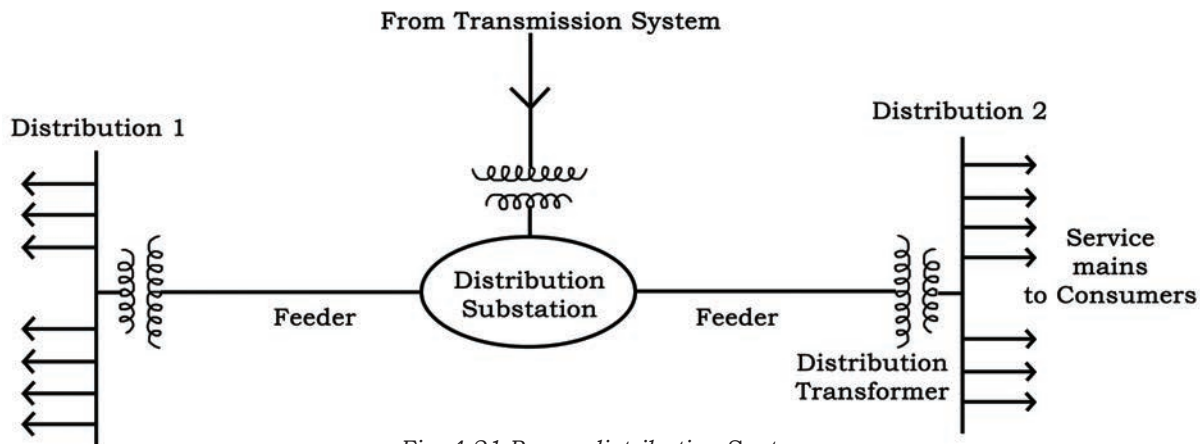 From Transmission System
Distribution 1
Distribution 2
Distribution
Substation
Feeder
Feeder
Service
mains
to Consumers
Distribution
Transformer